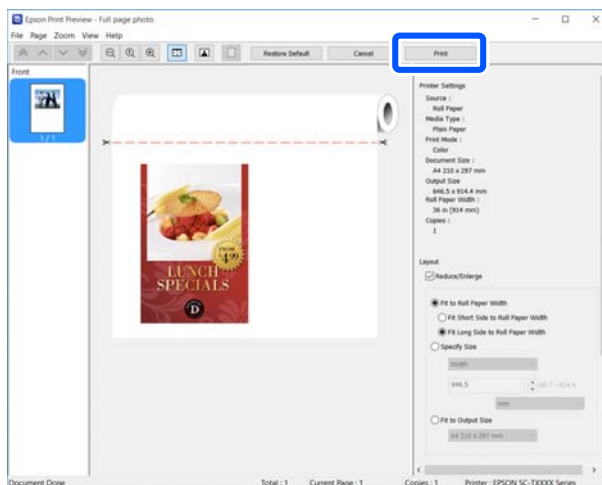 Epson Print Preview - Full page photo
File Page Zoom View Help
Restore Default Cancel Print
Front
1 / 1
FROM
$4.99
LUNCH
SPECIALS
D
Printer Settings
Source :
Roll Paper
Media Type :
Plain Paper
Print Mode :
Color
Document Size :
A4 210 x 297 mm
Output Size
646.5 x 914.4 mm
Roll Paper Width :
36 in (914 mm)
Copies :
1
Layout
Reduce/Enlarge
Fit to Roll Paper Width
Fit Short Side to Roll Paper Width
Fit Long Side to Roll Paper Width
Specify Size
Width
646.5
mm
Fit to Output Size
A4 210 x 297 mm
Document Done Total : 1 Current Page : 1 Copies : 1 Printer : EPSON SC-TXXXX Series